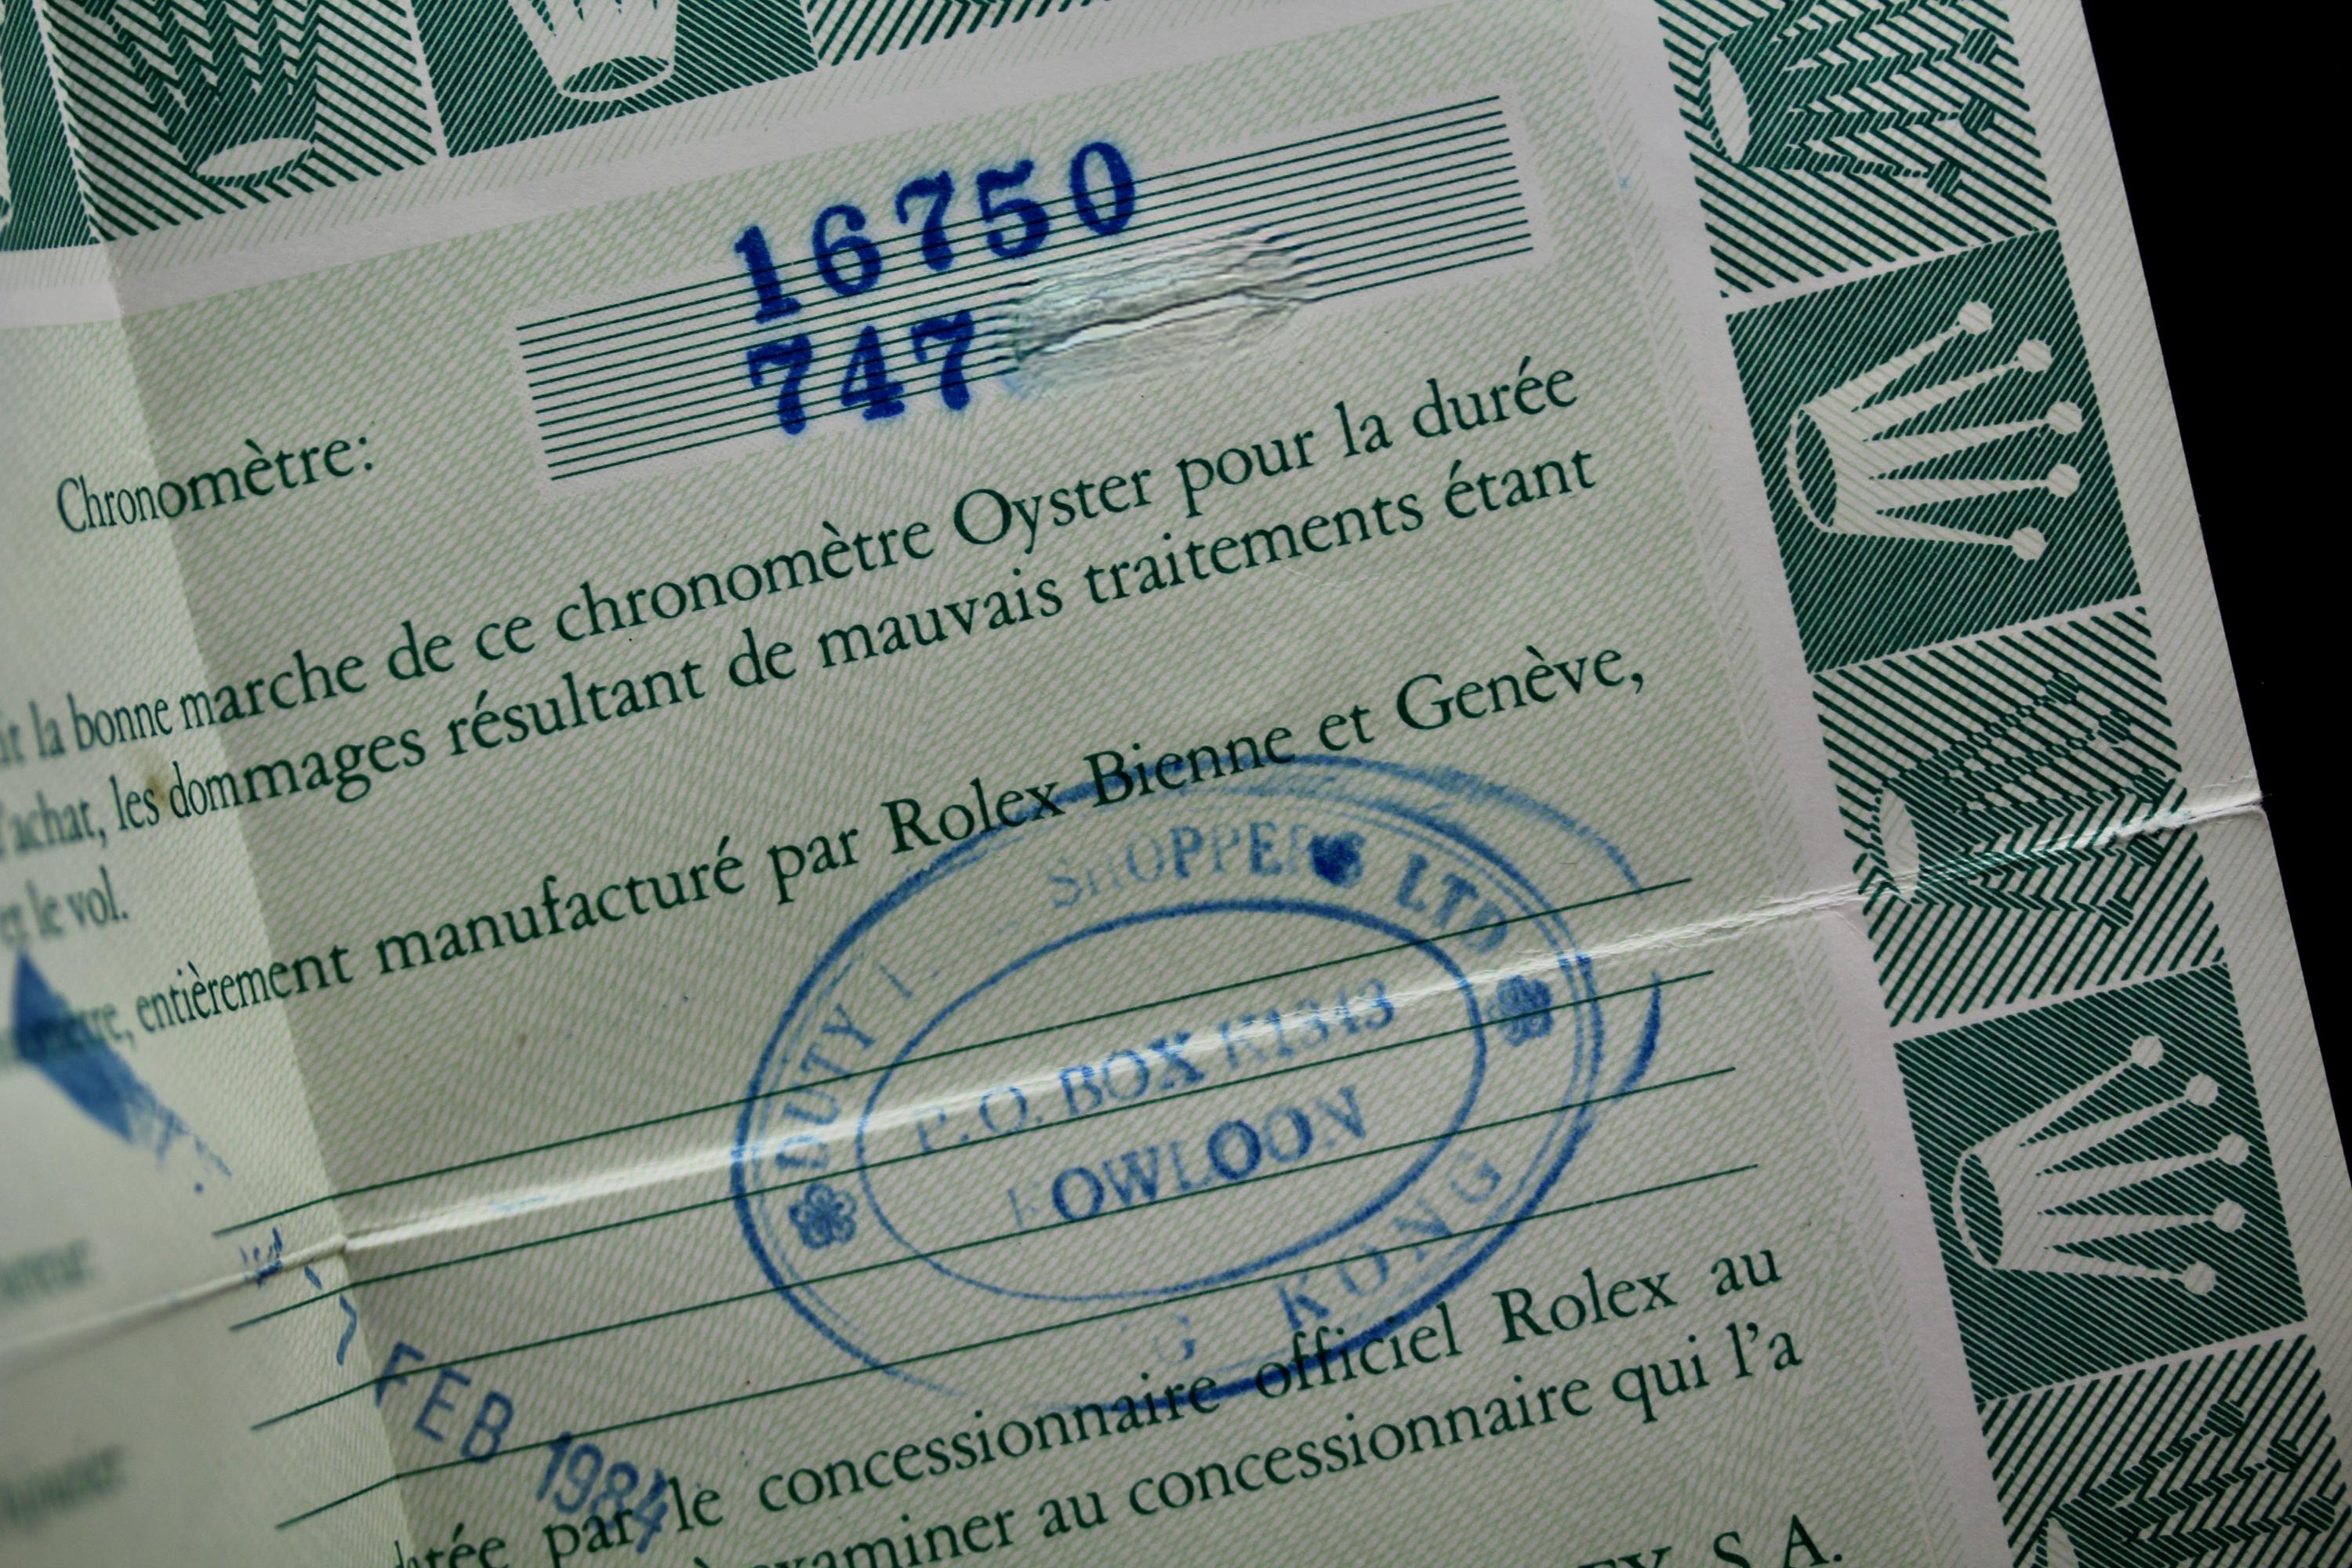 16750
747
Chronomètre:
la bonne marche de ce chronomètre Oyster pour la durée
d'achat, les dommages résultant de mauvais traitements étant
et le vol.
entièrement manufacturé par Rolex Bienne et Genève,
DUTY SHOPPERS LTD
P.O. BOX K1343
KOWLOON
KONG
7 FEB 1984
par le concessionnaire officiel Rolex au
examiner au concessionnaire qui l'a
S.A.